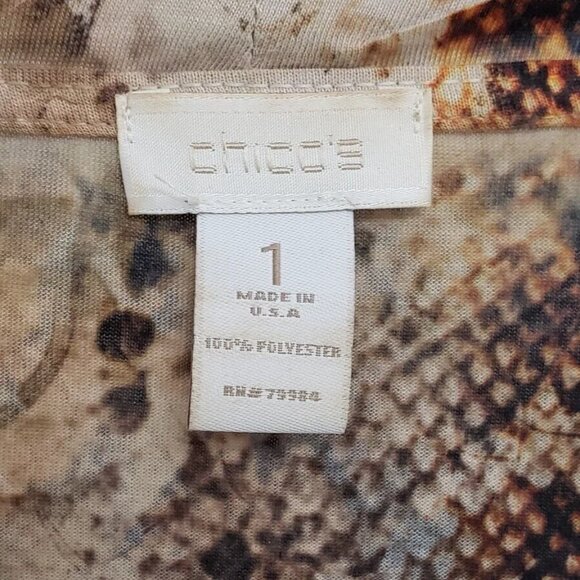 chico's
1
MADE IN
U.S.A
100% POLYESTER
RN# 79984